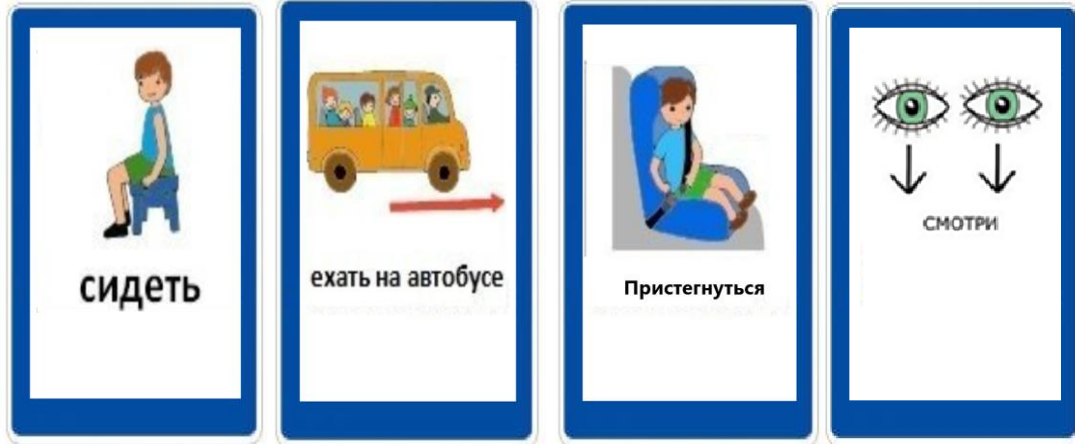 сидеть
ехать на автобусе
Пристегнуться
СМОТРИ